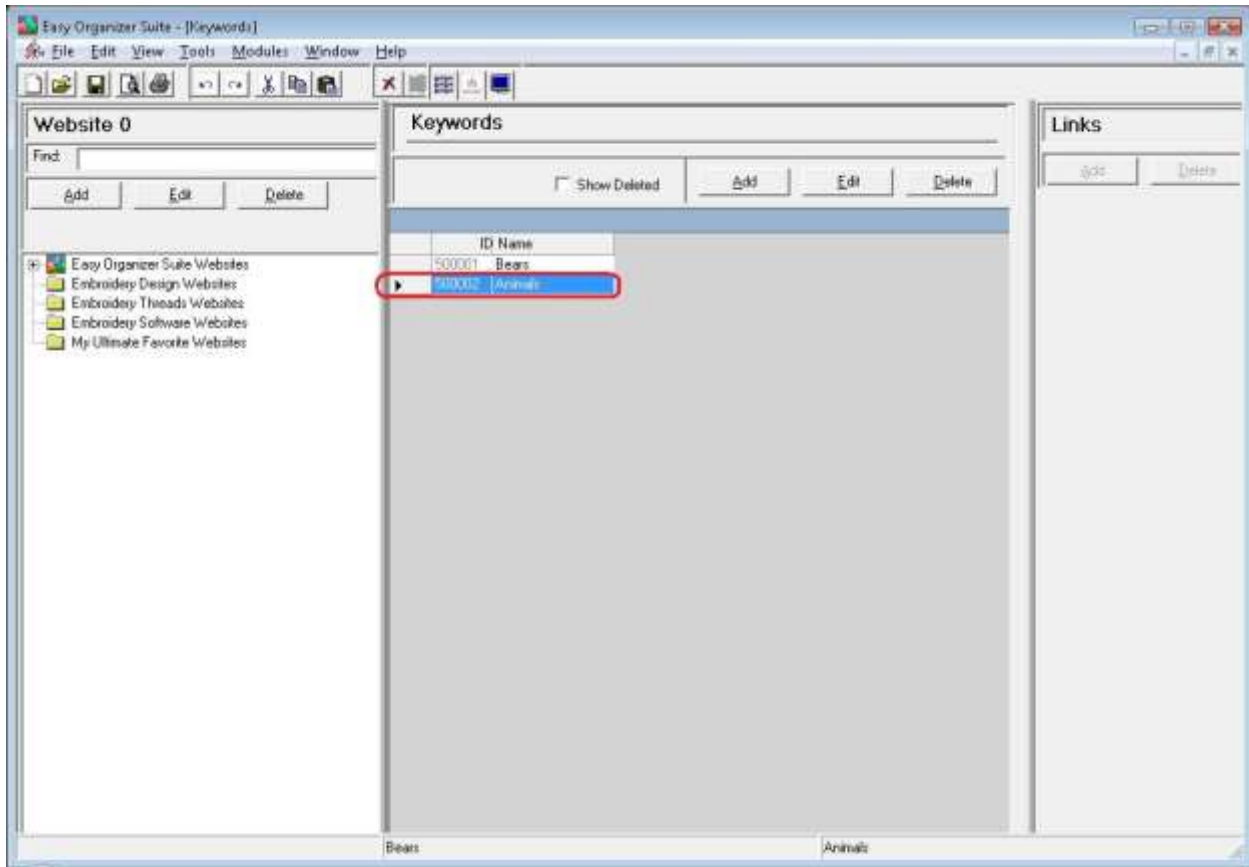 Easy Organizer Suite - [Keywords]
File Edit View Tools Modules Window Help
Website 0
Find:
Add Edit Delete
Easy Organizer Suite Websites
Embroidery Design Websites
Embroidery Threads Websites
Embroidery Software Websites
My Ultimate Favorite Websites
Keywords
Show Deleted Add Edit Delete
ID Name
500001 Bears
500002 Animals
Links
Add Delete
Bears Animals